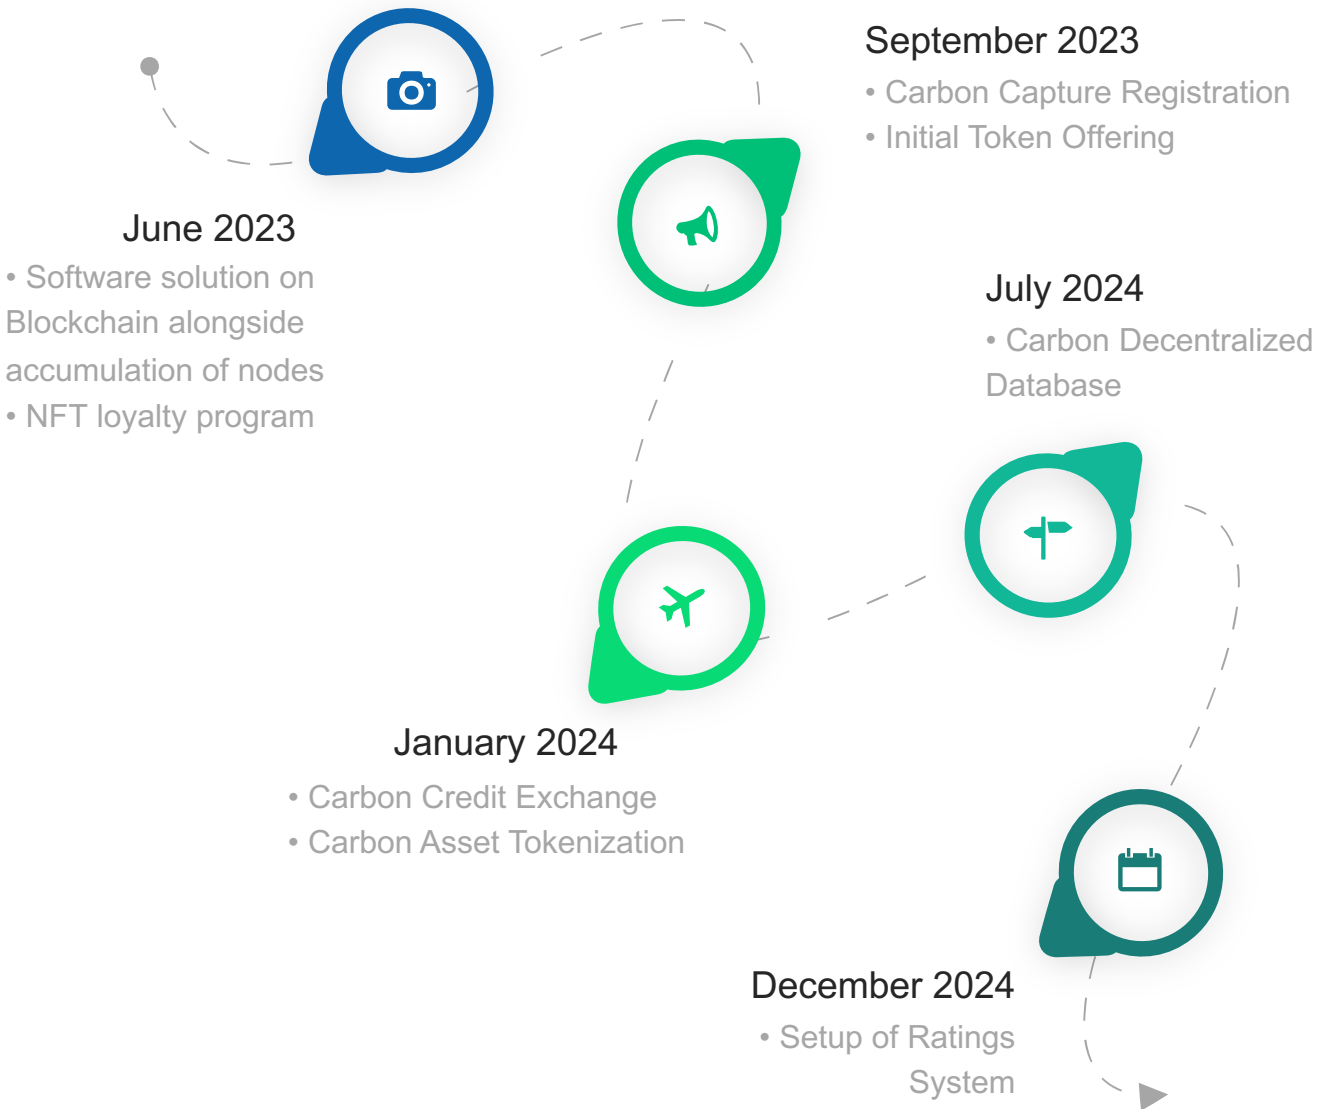 June 2023
• Software solution on
Blockchain alongside
accumulation of nodes
• NFT loyalty program
September 2023
• Carbon Capture Registration
• Initial Token Offering
January 2024
• Carbon Credit Exchange
• Carbon Asset Tokenization
July 2024
• Carbon Decentralized
Database
December 2024
• Setup of Ratings
System